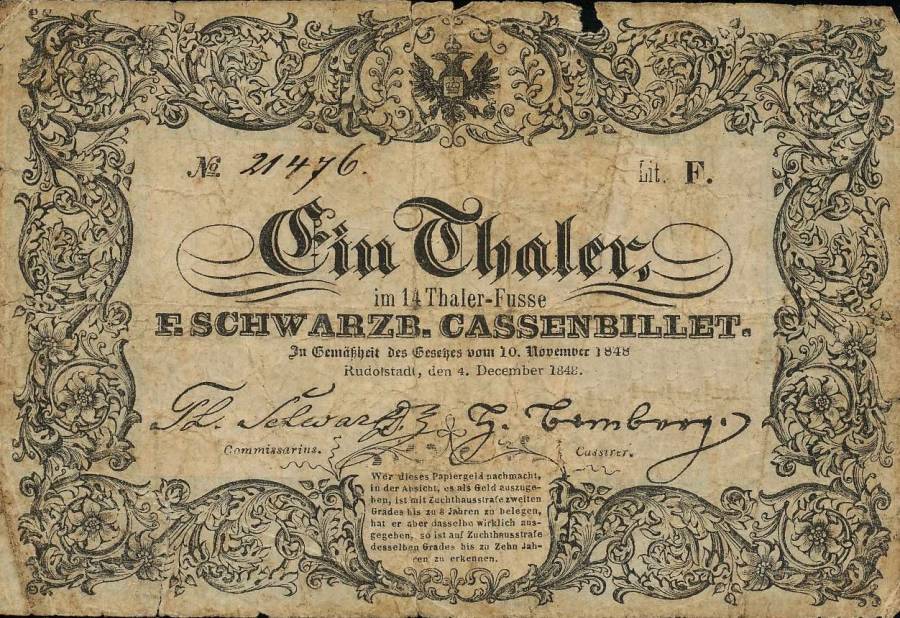 № 21476. Lit. F.
Ein Thaler,
im 14 Thaler-Fusse
F. SCHWARZB. CASSENBILLET.
In Gemäßheit des Gesetzes vom 10. November 1848
Rudolstadt, den 4. December 1848.
Th. Schwartz
Commissarius. Cassirer.
Wer dieses Papiergeld nachmacht,
in der Absicht, es als Geld auszuge-
ben, ist mit Zuchthausstrafe zweiten
Grades bis zu 8 Jahren zu belegen,
hat er aber dasselbe wirklich aus-
gegeben, so ist auf Zuchthausstrafe
desselben Grades bis zu Zehn Jah-
ren zu erkennen.